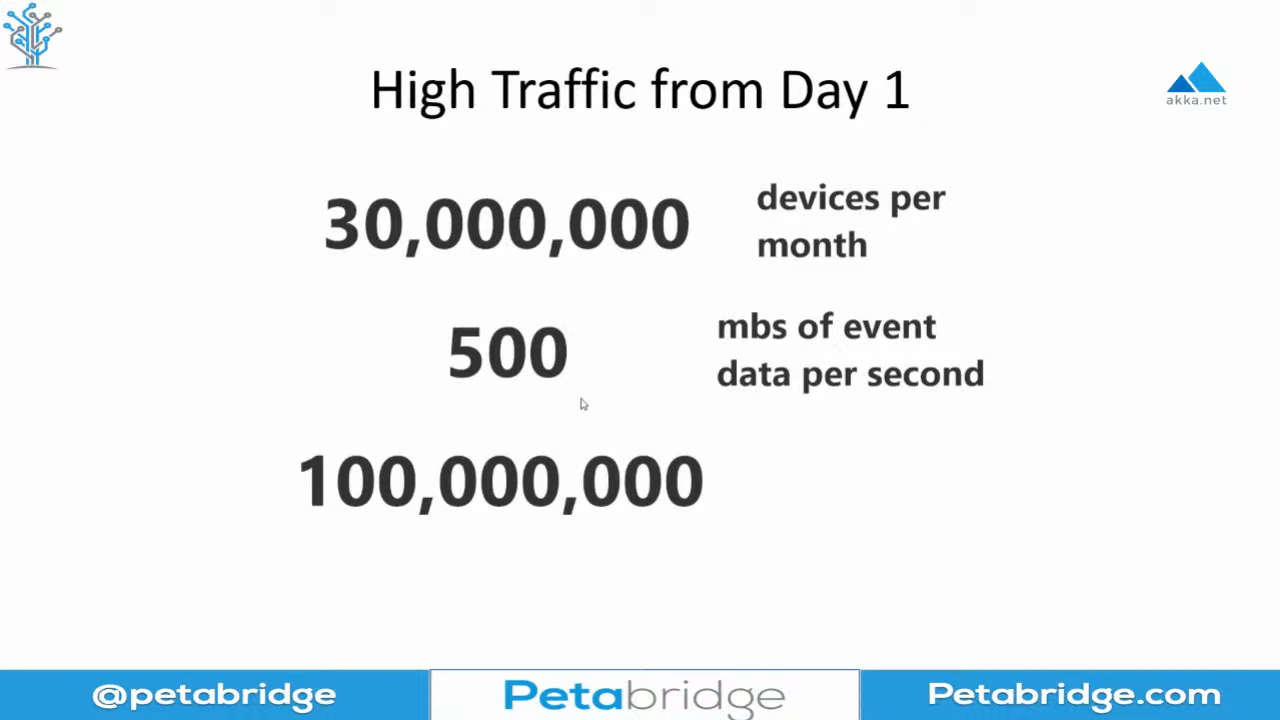 High Traffic from Day 1
akka.net
30,000,000
devices per
month
500
mbs of event
data per second
100,000,000
@petabridge
Petabridge
Petabridge.com